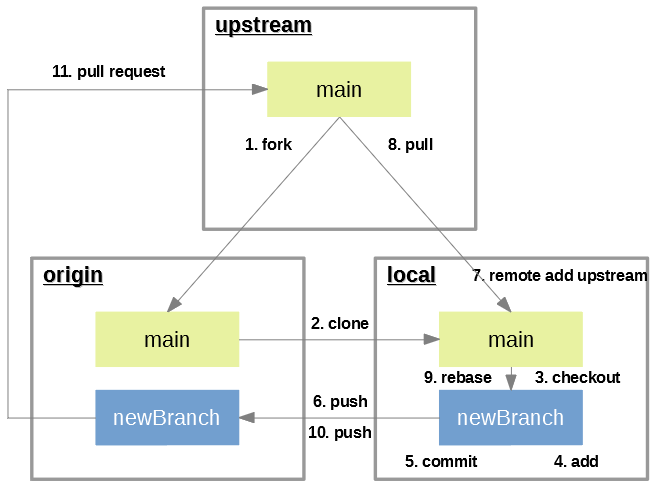 upstream
11. pull request
main
1. fork
8. pull
origin
local
7. remote add upstream
2. clone
main
main
9. rebase
3. checkout
6. push
newBranch
newBranch
10. push
5. commit
4. add